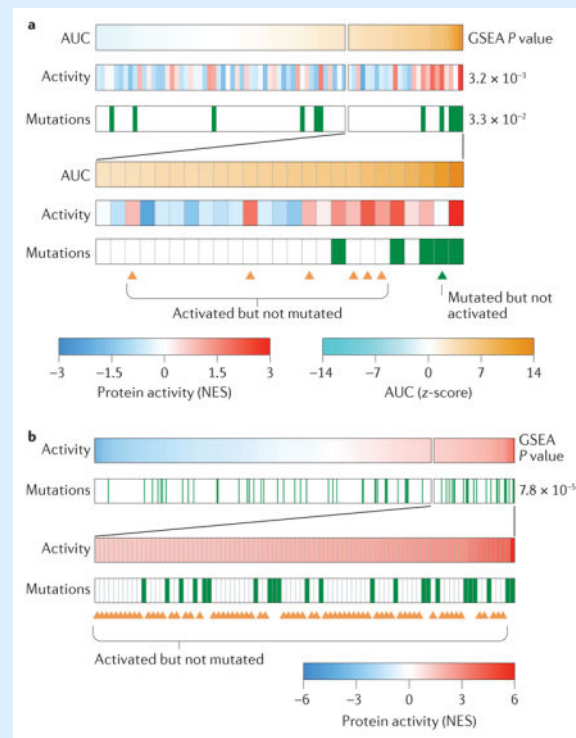 a
AUC GSEA P value
Activity 3.2 × 10⁻³
Mutations 3.3 × 10⁻²
AUC
Activity
Mutations
Activated but not mutated
Mutated but not
activated
−3 −1.5 0 1.5 3
Protein activity (NES)
−14 −7 0 7 14
AUC (z-score)
b
Activity GSEA
P value
Mutations 7.8 × 10⁻⁵
Activity
Mutations
Activated but not mutated
−6 −3 0 3 6
Protein activity (NES)